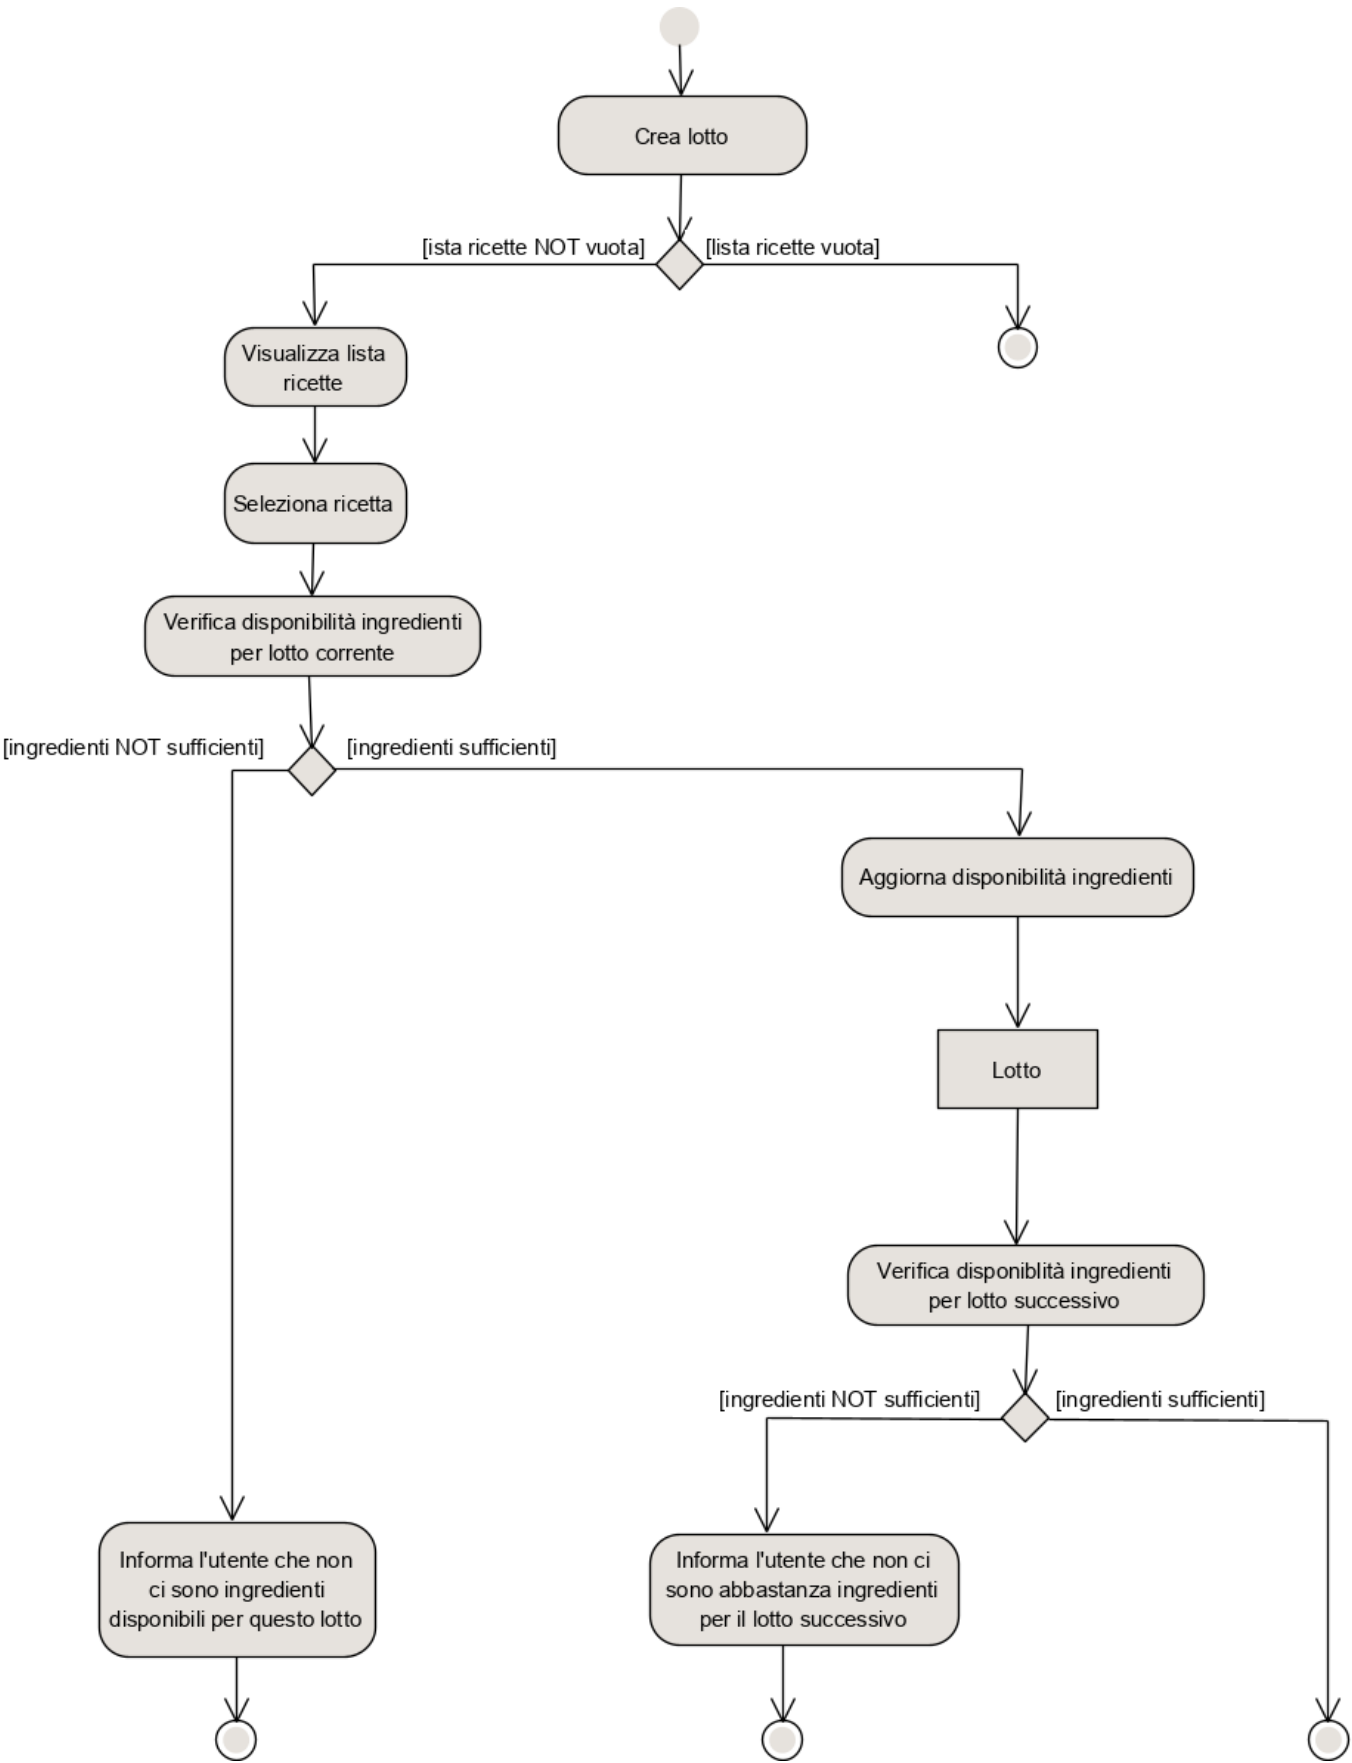 Crea lotto
[ista ricette NOT vuota]
[lista ricette vuota]
Visualizza lista
ricette
Seleziona ricetta
Verifica disponibilità ingredienti
per lotto corrente
[ingredienti NOT sufficienti]
[ingredienti sufficienti]
Aggiorna disponibilità ingredienti
Lotto
Verifica disponiblità ingredienti
per lotto successivo
[ingredienti NOT sufficienti]
[ingredienti sufficienti]
Informa l'utente che non
ci sono ingredienti
disponibili per questo lotto
Informa l'utente che non ci
sono abbastanza ingredienti
per il lotto successivo